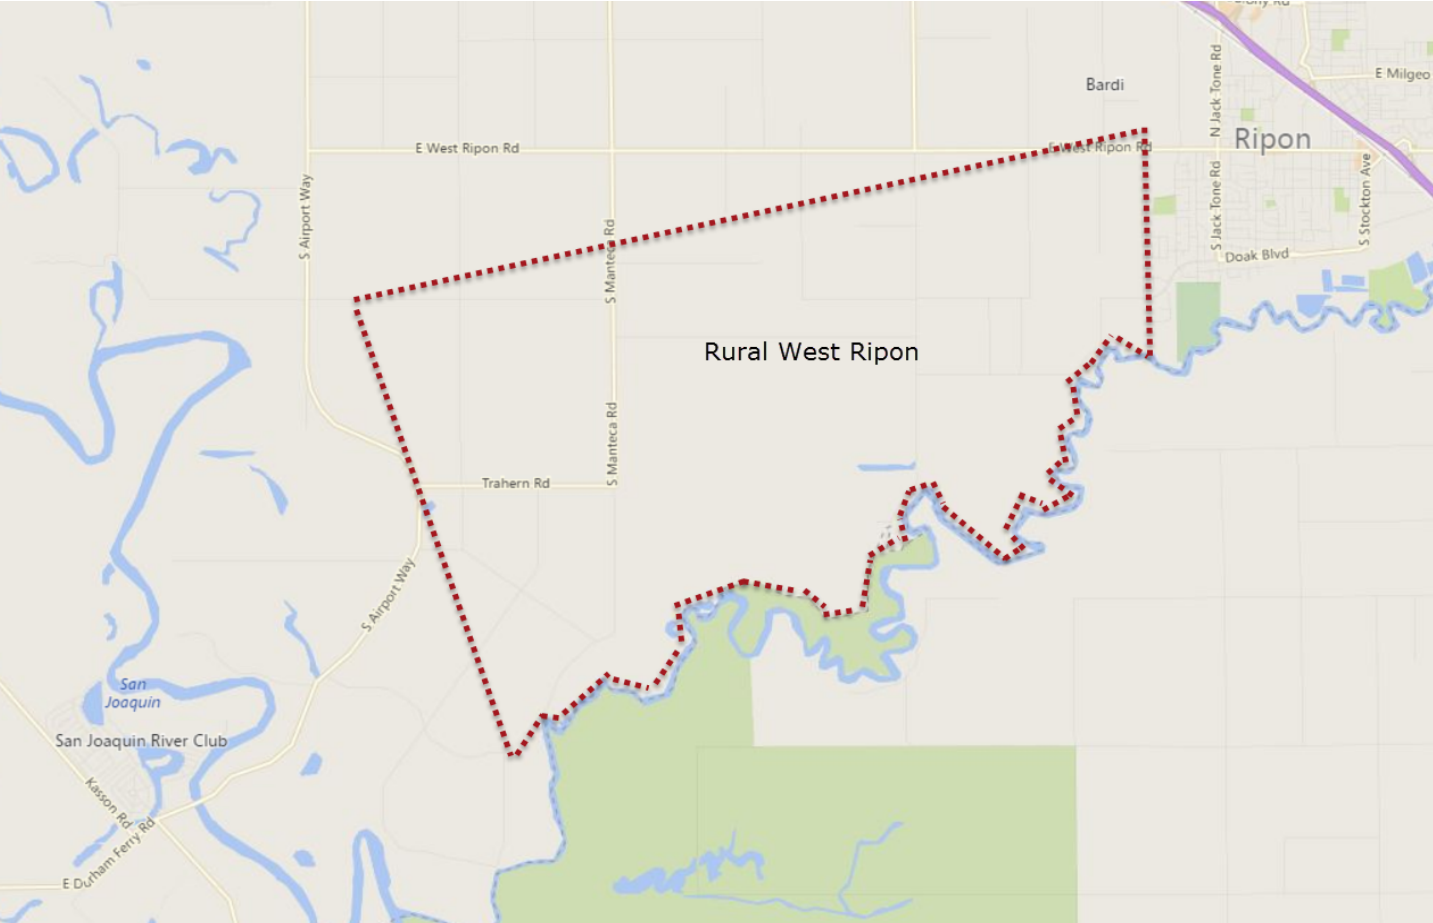 E Milgeo
Bardi
N Jack Tone Rd
Ripon
E West Ripon Rd
E West Ripon Rd
S Airport Way
S Manteca Rd
S Jack Tone Rd
S Stockton Ave
Doak Blvd
Rural West Ripon
S Manteca Rd
Trahern Rd
S Airport Way
San
Joaquin
San Joaquin River Club
Kasson Rd
E Durham Ferry Rd